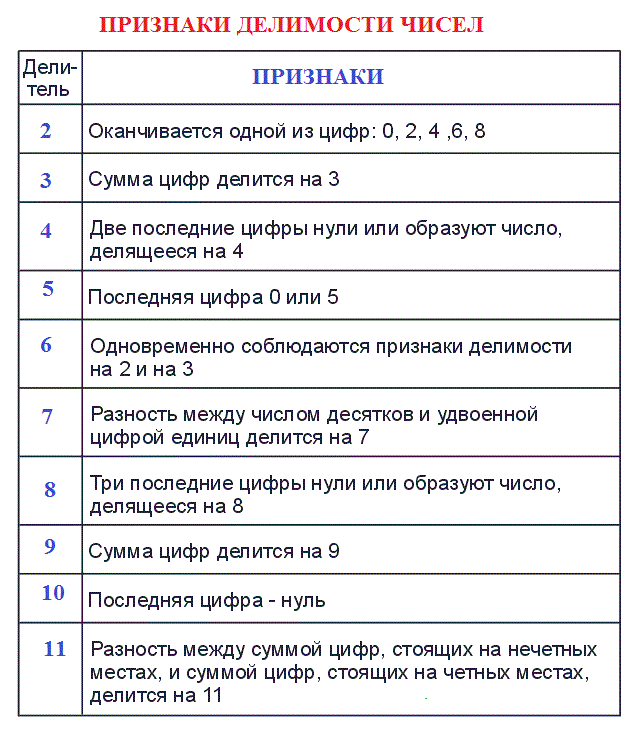 ПРИЗНАКИ ДЕЛИМОСТИ ЧИСЕЛ
Дели-
тель
ПРИЗНАКИ
2
Оканчивается одной из цифр: 0, 2, 4 ,6, 8
3
Сумма цифр делится на 3
4
Две последние цифры нули или образуют число,
делящееся на 4
5
Последняя цифра 0 или 5
6
Одновременно соблюдаются признаки делимости
на 2 и на 3
7
Разность между числом десятков и удвоенной
цифрой единиц делится на 7
8
Три последние цифры нули или образуют число,
делящееся на 8
9
Сумма цифр делится на 9
10
Последняя цифра - нуль
11
Разность между суммой цифр, стоящих на нечетных
местах, и суммой цифр, стоящих на четных местах,
делится на 11